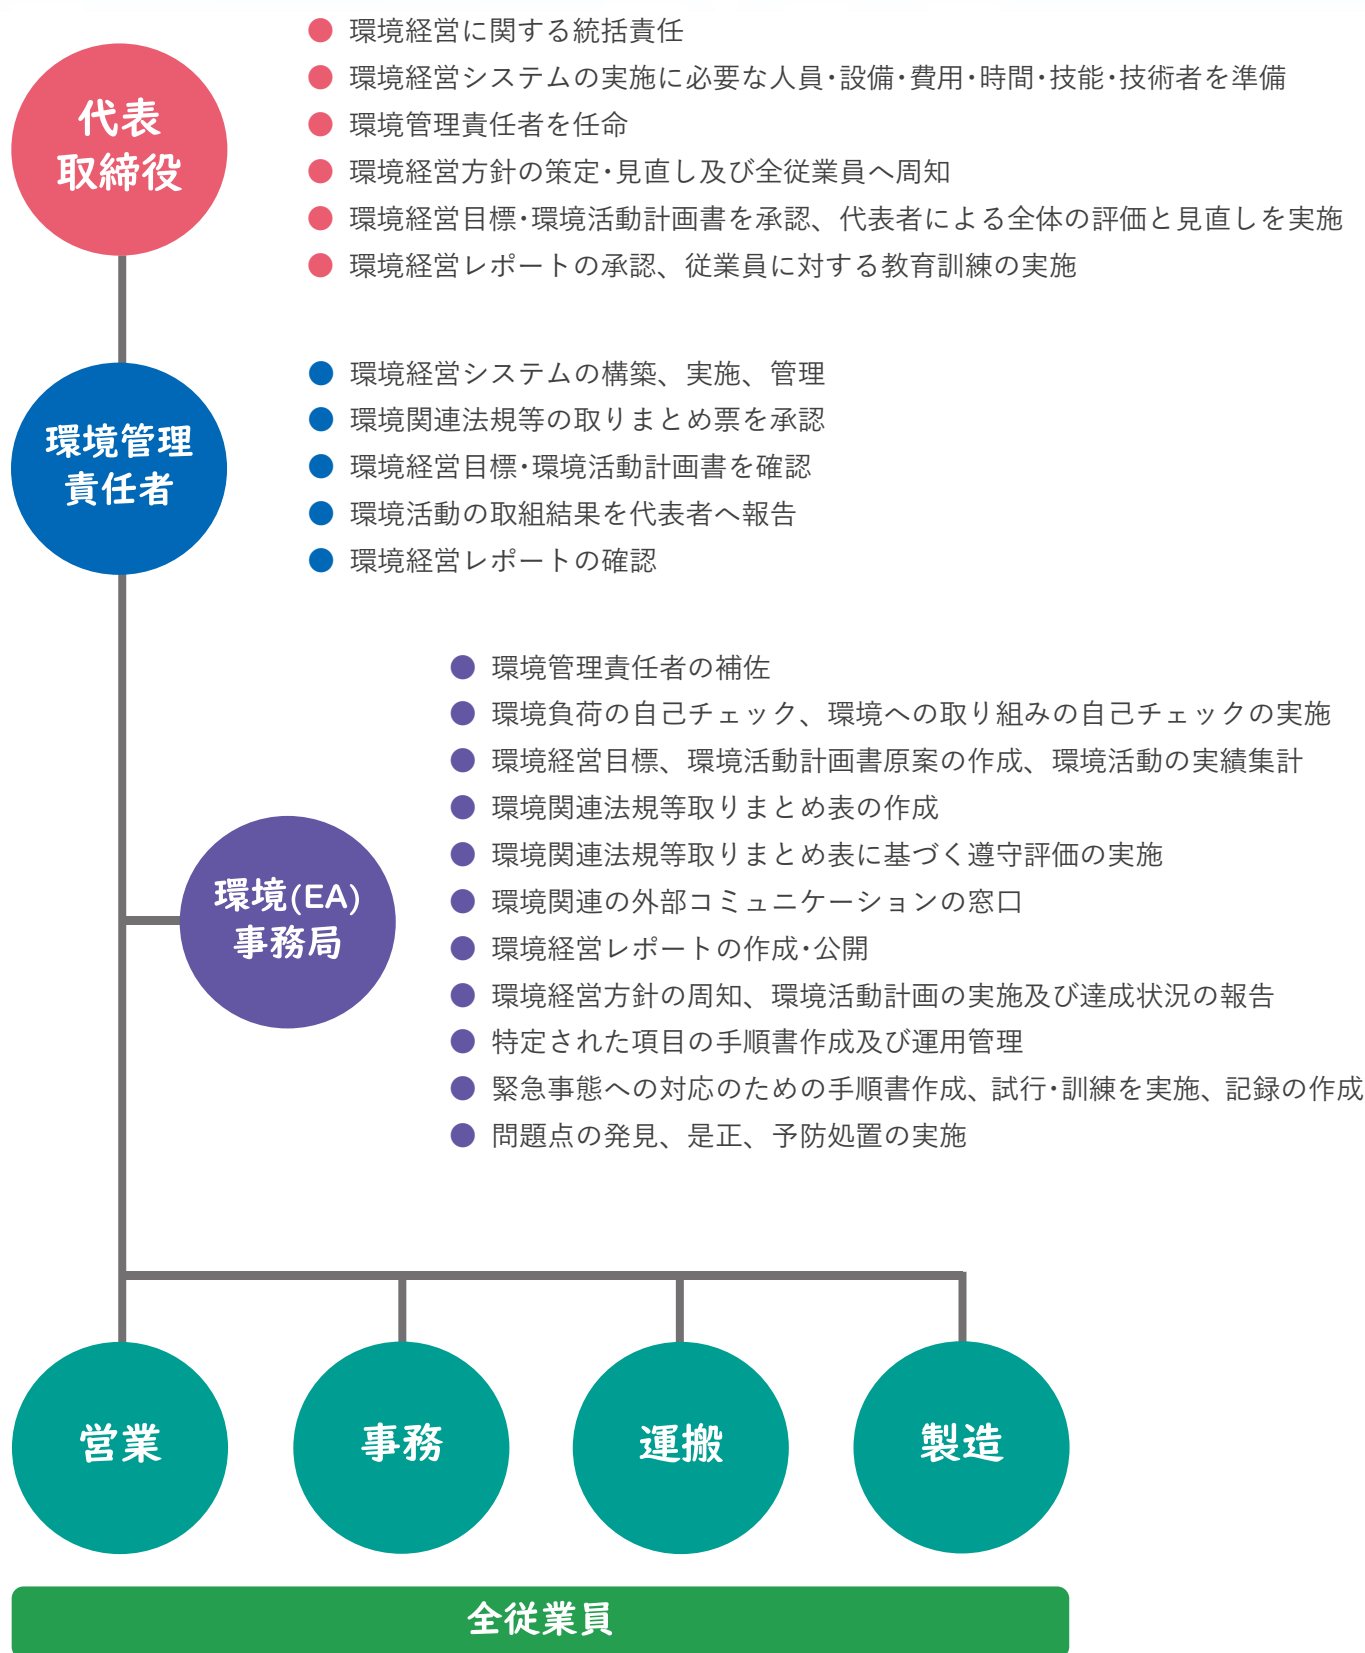 代表
取締役
環境経営に関する統括責任
環境経営システムの実施に必要な人員･設備･費用･時間･技能･技術者を準備
環境管理責任者を任命
環境経営方針の策定･見直し及び全従業員へ周知
環境経営目標･環境活動計画書を承認、代表者による全体の評価と見直しを実施
環境経営レポートの承認、従業員に対する教育訓練の実施
環境管理
責任者
環境経営システムの構築、実施、管理
環境関連法規等の取りまとめ票を承認
環境経営目標･環境活動計画書を確認
環境活動の取組結果を代表者へ報告
環境経営レポートの確認
環境(EA)
事務局
環境管理責任者の補佐
環境負荷の自己チェック、環境への取り組みの自己チェックの実施
環境経営目標、環境活動計画書原案の作成、環境活動の実績集計
環境関連法規等取りまとめ表の作成
環境関連法規等取りまとめ表に基づく遵守評価の実施
環境関連の外部コミュニケーションの窓口
環境経営レポートの作成･公開
環境経営方針の周知、環境活動計画の実施及び達成状況の報告
特定された項目の手順書作成及び運用管理
緊急事態への対応のための手順書作成、試行･訓練を実施、記録の作成
問題点の発見、是正、予防処置の実施
営業
事務
運搬
製造
全従業員